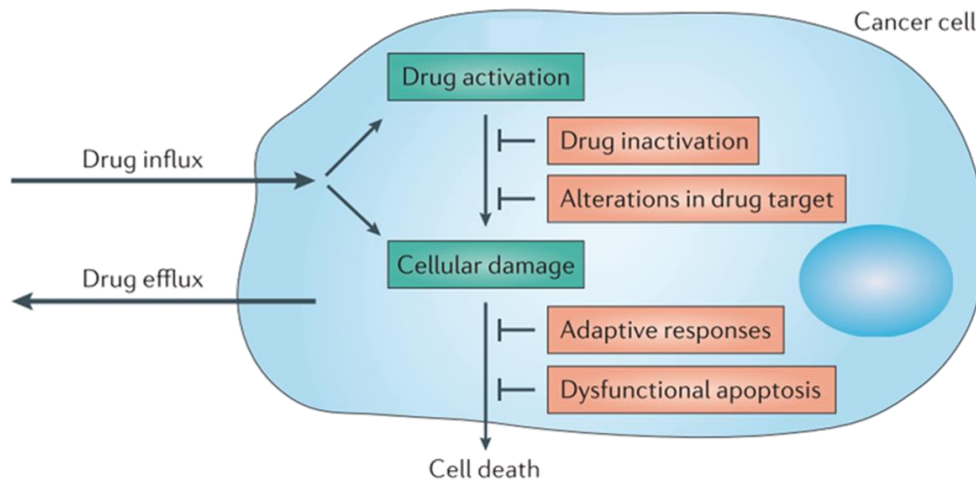 Cancer cell
Drug activation
Drug inactivation
Drug influx
Alterations in drug target
Cellular damage
Drug efflux
Adaptive responses
Dysfunctional apoptosis
Cell death